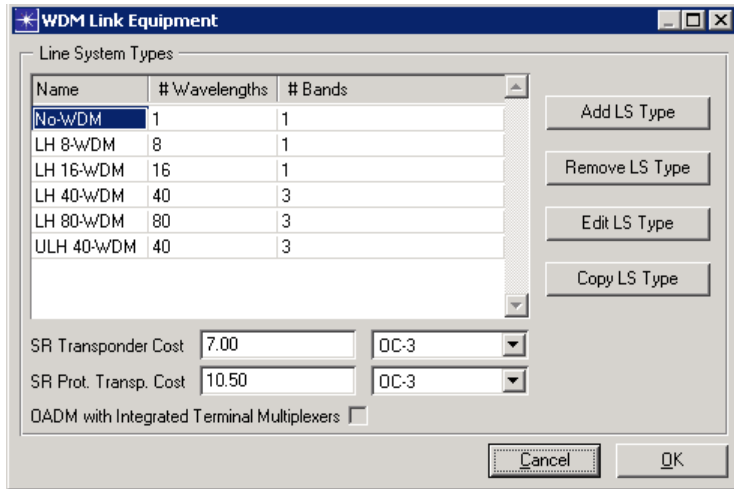 WDM Link Equipment
Line System Types
Name # Wavelengths # Bands
No-WDM 1 1
LH 8-WDM 8 1
LH 16-WDM 16 1
LH 40-WDM 40 3
LH 80-WDM 80 3
ULH 40-WDM 40 3
Add LS Type
Remove LS Type
Edit LS Type
Copy LS Type
SR Transponder Cost 7.00 OC-3
SR Prot. Transp. Cost 10.50 OC-3
OADM with Integrated Terminal Multiplexers
Cancel OK